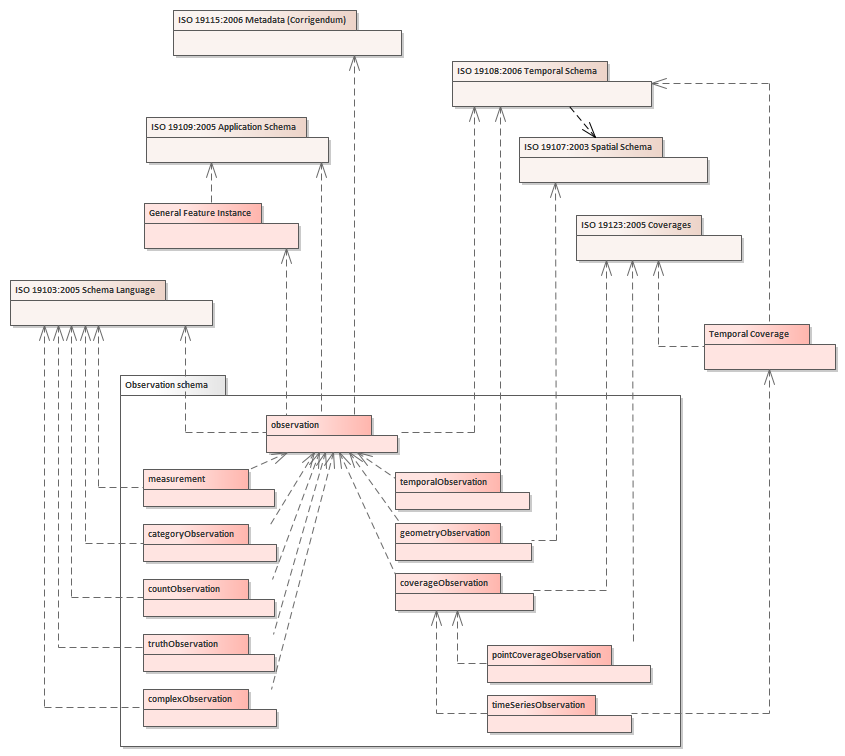 ISO 19115:2006 Metadata (Corrigendum)
ISO 19108:2006 Temporal Schema
ISO 19109:2005 Application Schema
ISO 19107:2003 Spatial Schema
General Feature Instance
ISO 19123:2005 Coverages
ISO 19103:2005 Schema Language
Temporal Coverage
Observation schema
observation
measurement
temporalObservation
categoryObservation
geometryObservation
countObservation
coverageObservation
truthObservation
pointCoverageObservation
complexObservation
timeSeriesObservation